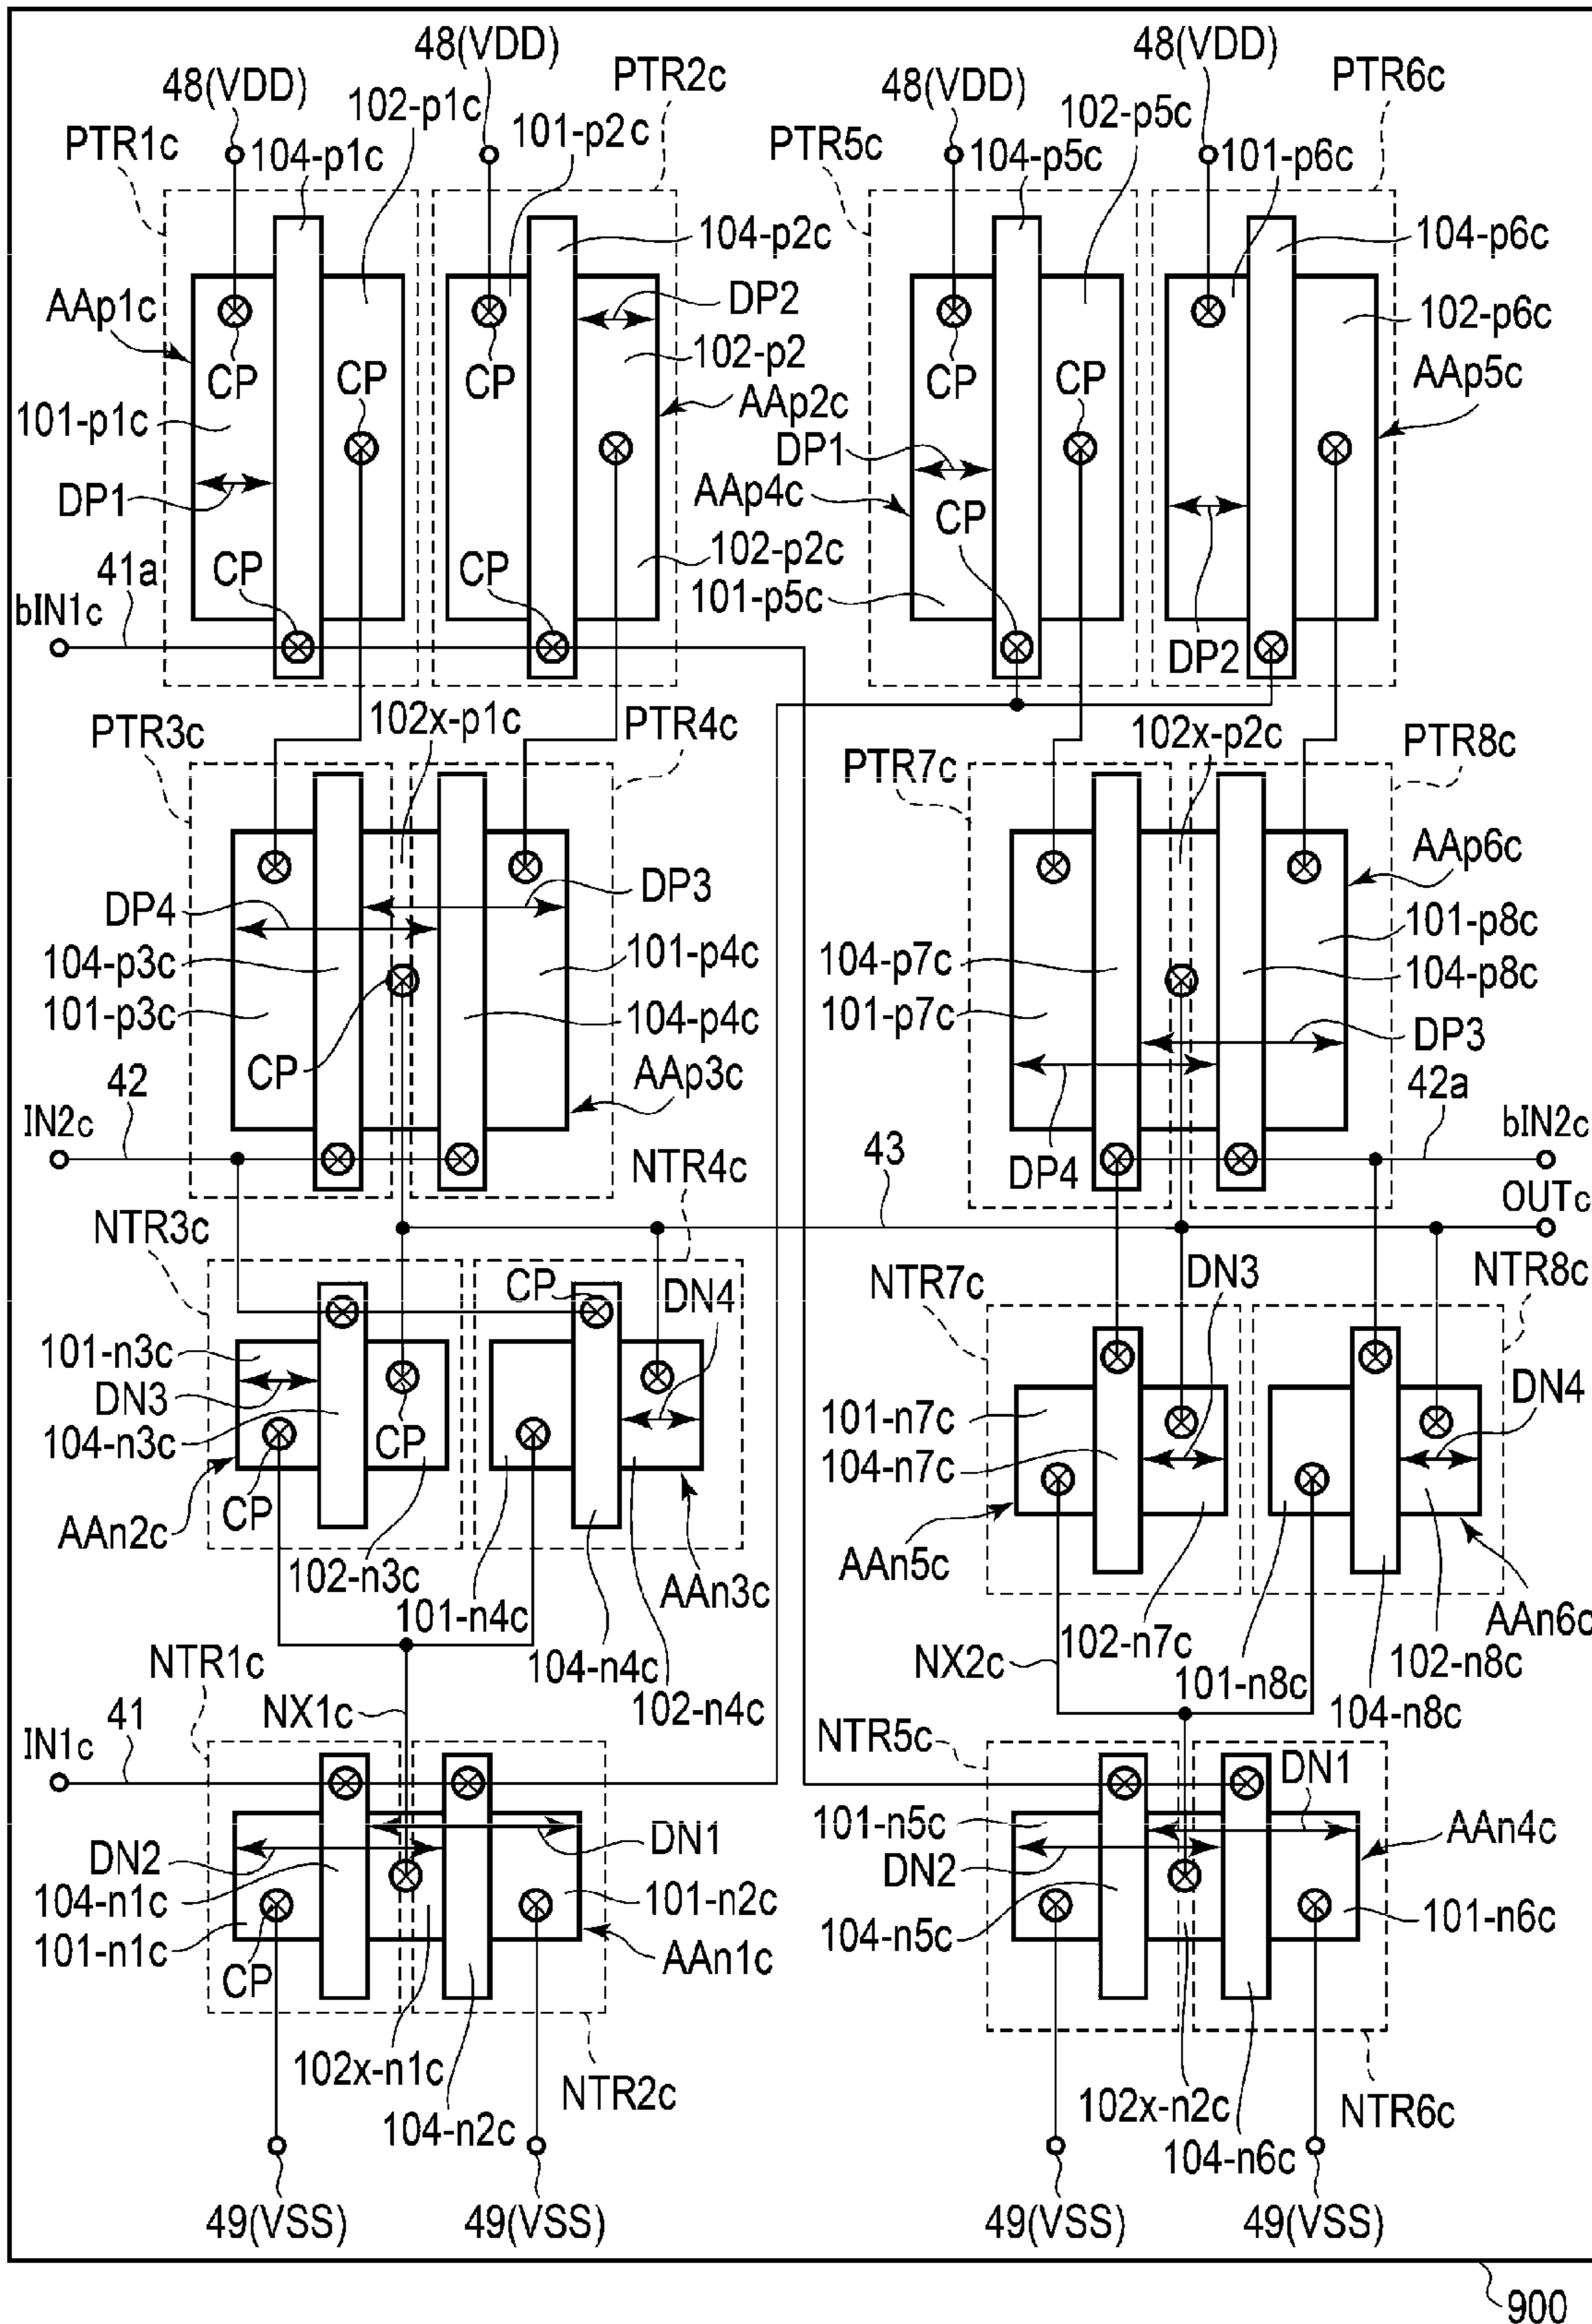 48(VDD)
48(VDD)
PTR2c
48(VDD)
48(VDD)
PTR6c
102-p1c
101-p2c
102-p5c
PTR1c
104-p1c
PTR5c
104-p5c
101-p6c
104-p2c
104-p6c
AAp1c
DP2
102-p6c
102-p2
CP
CP
CP
AAp2c
CP
CP
AAp5c
101-p1c
DP1
DP1
AAp4c
CP
102-p2c
41a
CP
CP
101-p5c
bIN1c
DP2
102x-p1c
PTR4c
102x-p2c
PTR3c
PTR7c
PTR8c
AAp6c
DP3
DP4
101-p8c
104-p3c
101-p4c
104-p7c
104-p8c
101-p3c
104-p4c
101-p7c
DP3
42
CP
AAp3c
42a
IN2c
43
bIN2c
NTR4c
DP4
OUTc
NTR3c
NTR7c
DN3
NTR8c
CP
DN4
101-n3c
DN3
DN4
101-n7c
104-n3c
CP
104-n7c
CP
AAn2c
AAn5c
102-n3c
AAn3c
101-n4c
AAn6c
102-n7c
NTR1c
104-n4c
NX2c
102-n8c
101-n8c
NX1c
102-n4c
104-n8c
41
IN1c
NTR5c
DN1
101-n5c
AAn4c
DN2
DN1
DN2
104-n1c
101-n2c
101-n6c
104-n5c
101-n1c
AAn1c
CP
102x-n1c
NTR2c
102x-n2c
NTR6c
104-n2c
104-n6c
49(VSS)
49(VSS)
49(VSS)
49(VSS)
900